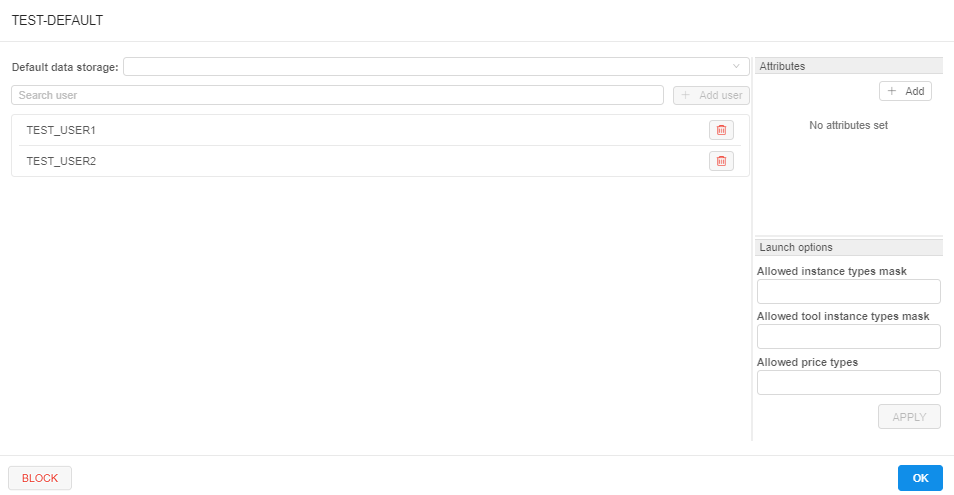 TEST-DEFAULT
Default data storage:
Search user
+ Add user
TEST_USER1
TEST_USER2
Attributes
+ Add
No attributes set
Launch options
Allowed instance types mask
Allowed tool instance types mask
Allowed price types
APPLY
BLOCK
OK